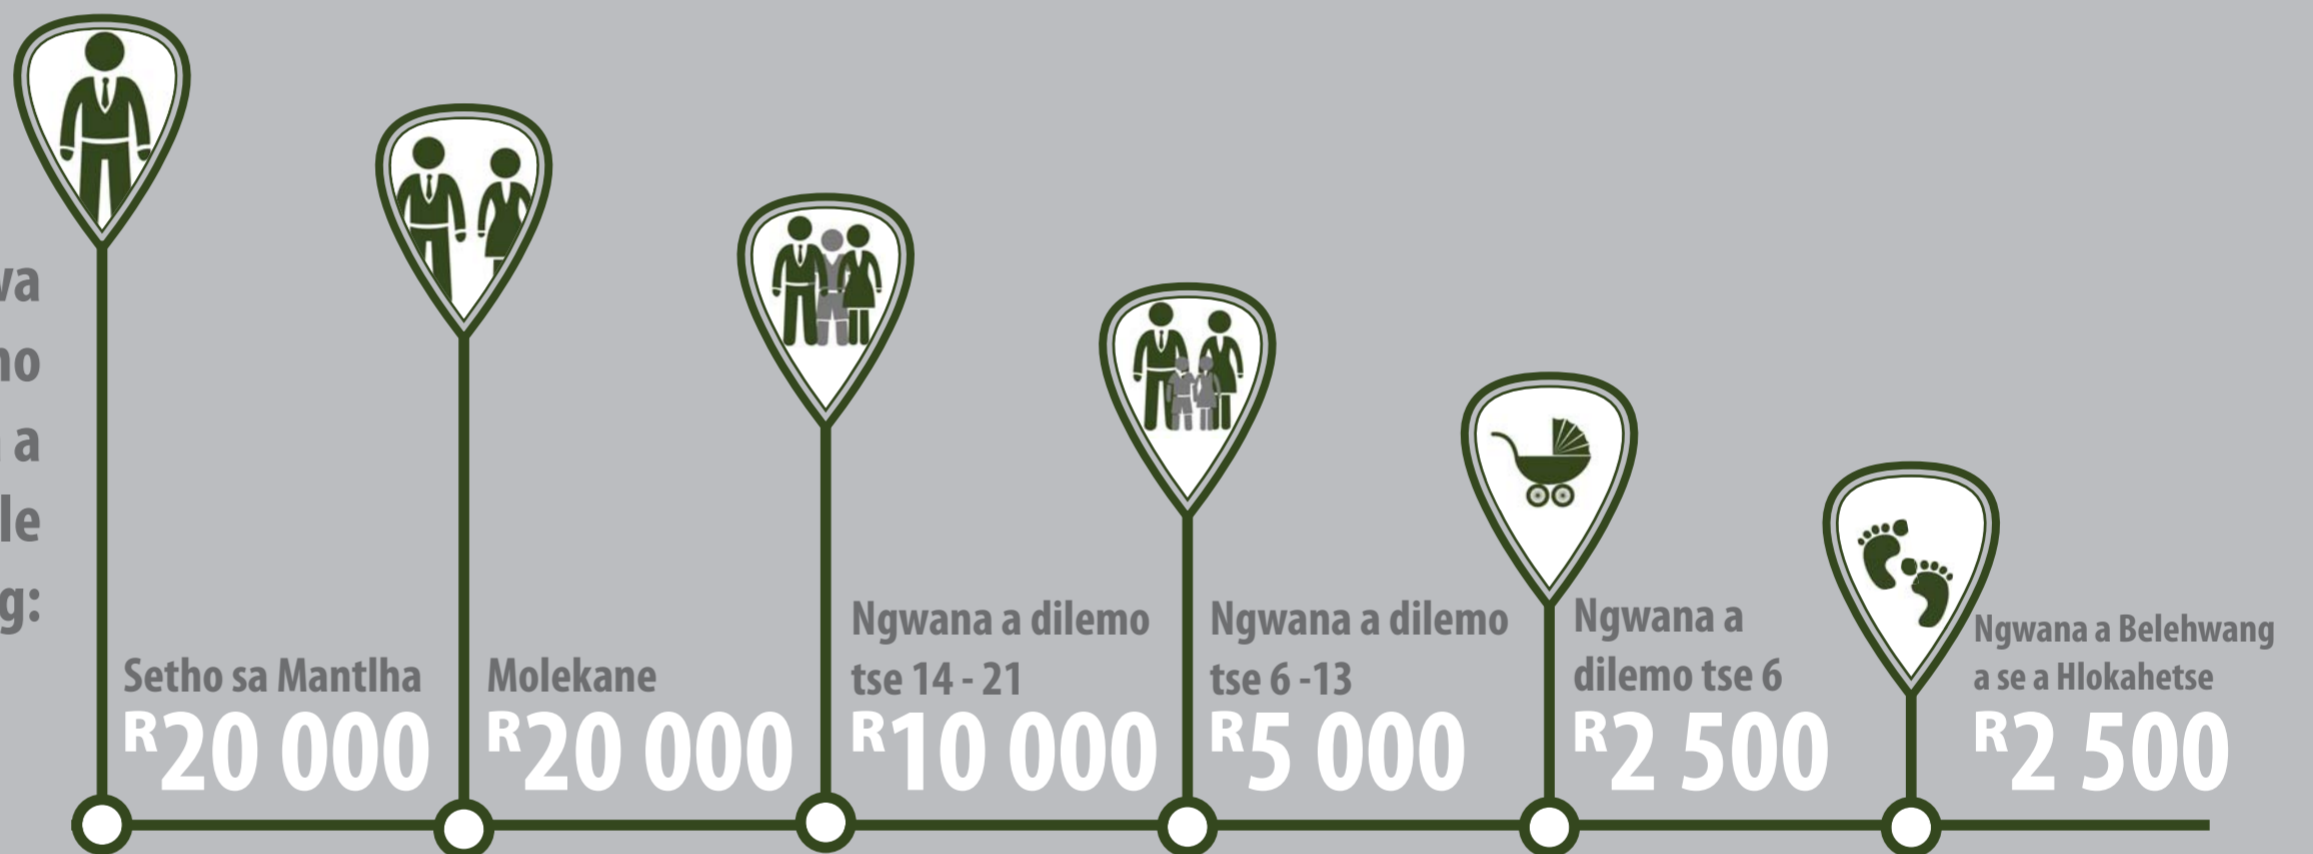 a
le
Setho sa Mantlha
R20 000
Molekane
R20 000
Ngwana a dilemo
tse 14 - 21
R10 000
Ngwana a dilemo
tse 6 -13
R5 000
Ngwana a
dilemo tse 6
R2 500
Ngwana a Belehwang
a se a Hlokahetse
R2 500